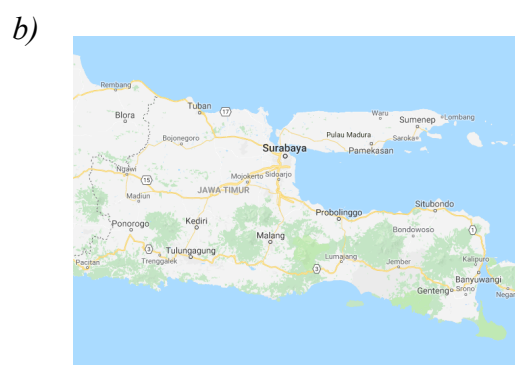 b)
Rembang
Blora
Tuban
17
Bojonegoro
Waru
Sumenep
Lombang
Pulau Madura
Saroka
Pamekasan
Surabaya
Ngawi
15
Madiun
Mojokerto
Sidoarjo
JAWA TIMUR
Ponorogo
Kediri
Malang
Probolinggo
Situbondo
Bondowoso
1
Pacitan
3
Trenggalek
Tulungagung
3
Lumajang
Jember
Kalipuro
Banyuwangi
Genteng
Srono
Negar